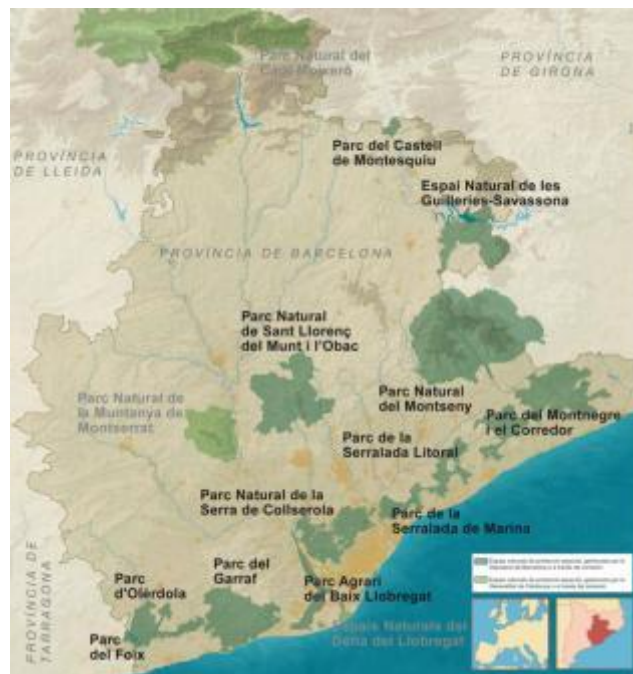 Parc Natural del
Cadí-Moixeró
PROVÍNCIA
DE GIRONA
Parc del Castell
de Montesquiu
PROVÍNCIA
DE LLEIDA
Espai Natural de les
Guilleries-Savassona
PROVÍNCIA DE BARCELONA
Parc Natural
de Sant Llorenç
del Munt i l'Obac
Parc Natural
del Montseny
Parc Natural de
la Muntanya de
Montserrat
Parc del Montnegre
i el Corredor
Parc de la
Serralada Litoral
Parc Natural de la
Serra de Collserola
Parc de la
Serralada de Marina
PROVÍNCIA DE
TARRAGONA
Parc
d'Olèrdola
Parc del
Garraf
Parc Agrari
del Baix Llobregat
Parc
del Foix
Espais Naturals del
Delta del Llobregat